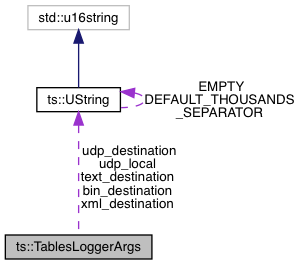 std::u16string
ts::UString
EMPTY
DEFAULT_THOUSANDS
_SEPARATOR
udp_destination
udp_local
text_destination
bin_destination
xml_destination
ts::TablesLoggerArgs